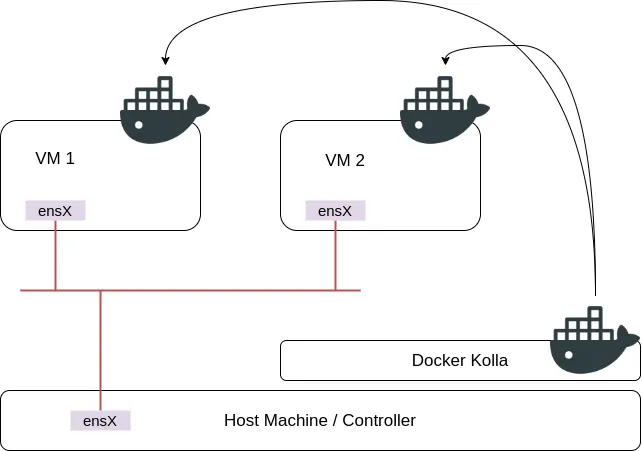 VM 1
VM 2
ensX
ensX
Docker Kolla
ensX
Host Machine / Controller